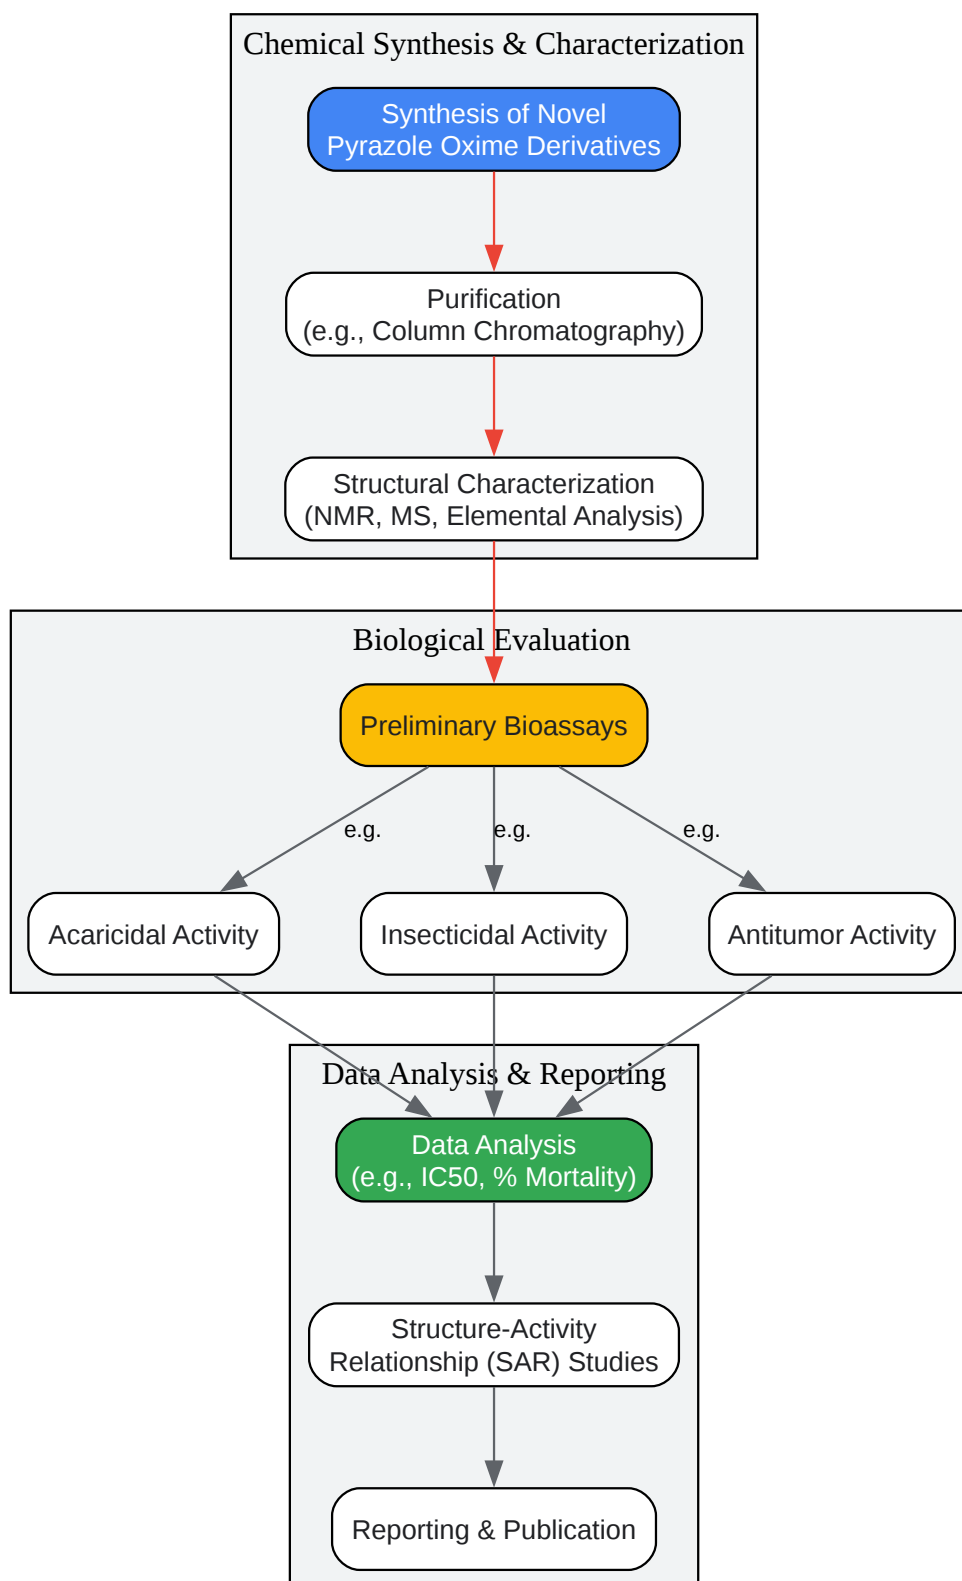 Chemical Synthesis & Characterization
Synthesis of Novel
Pyrazole Oxime Derivatives
Purification
(e.g., Column Chromatography)
Structural Characterization
(NMR, MS, Elemental Analysis)
Biological Evaluation
Preliminary Bioassays
e.g.
e.g.
e.g.
Acaricidal Activity
Insecticidal Activity
Antitumor Activity
Data Analysis & Reporting
Data Analysis
(e.g., IC50, % Mortality)
Structure-Activity
Relationship (SAR) Studies
Reporting & Publication